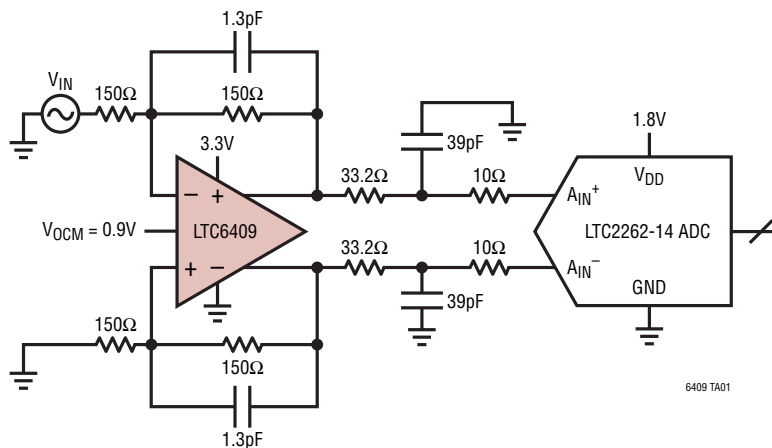 1.3pF
V_IN
150Ω
150Ω
3.3V
39pF
1.8V
33.2Ω
10Ω
− +
V_DD
A_IN^+
V_OCM = 0.9V
LTC6409
LTC2262-14 ADC
33.2Ω
10Ω
+ −
A_IN^−
GND
39pF
150Ω
150Ω
1.3pF
6409 TA01